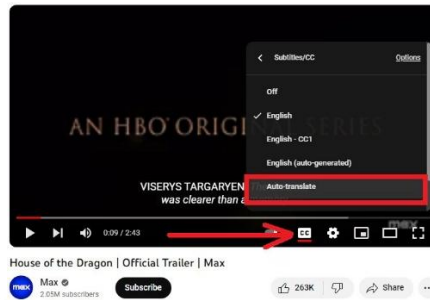 Subtitles/CC
Options
Off
English
English - CC1
English (auto-generated)
Auto-translate
AN HBO ORIGINAL SERIES
VISERYS TARGARYEN
was clearer than a
max
0:09 / 2:43
CC
House of the Dragon | Official Trailer | Max
max
Max
2.05M subscribers
Subscribe
263K
Share